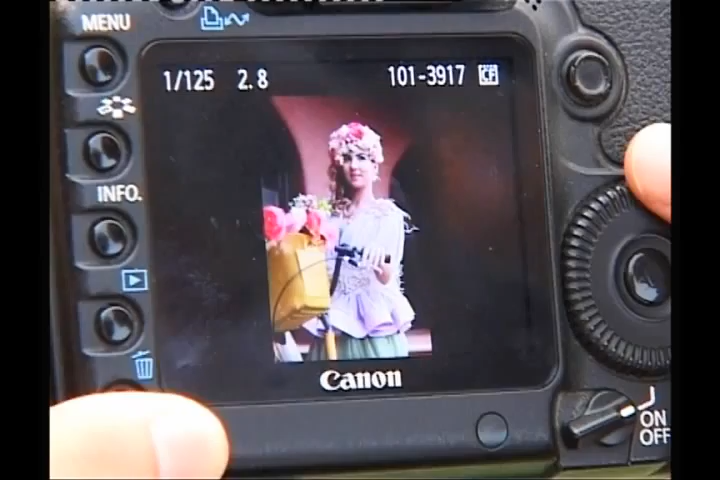 MENU
1/125 2.8 101-3917 CF
INFO.
Canon
ON
OFF